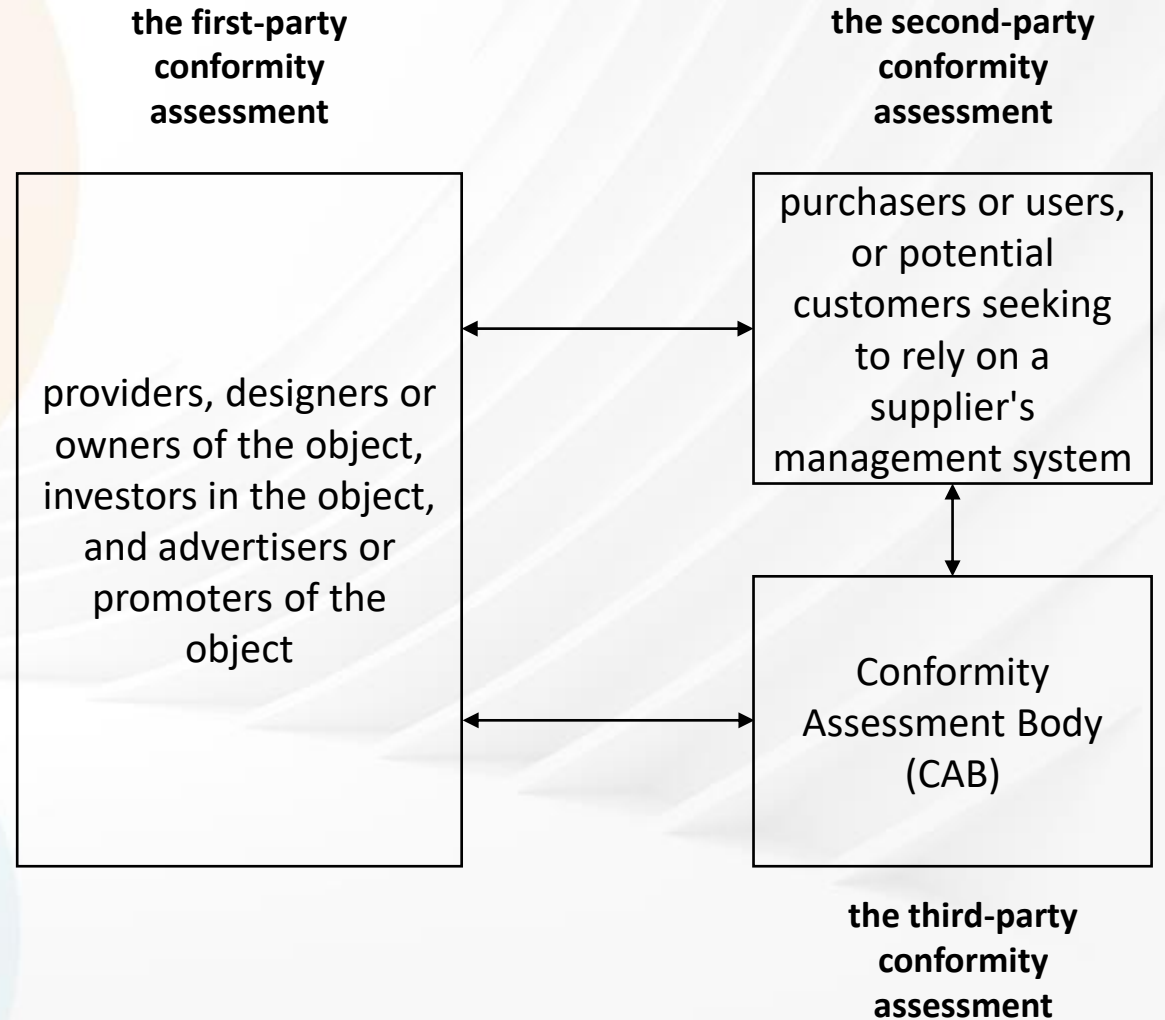 the first-party
conformity
assessment
the second-party
conformity
assessment
providers, designers or
owners of the object,
investors in the object,
and advertisers or
promoters of the
object
purchasers or users,
or potential
customers seeking
to rely on a
supplier's
management system
Conformity
Assessment Body
(CAB)
the third-party
conformity
assessment